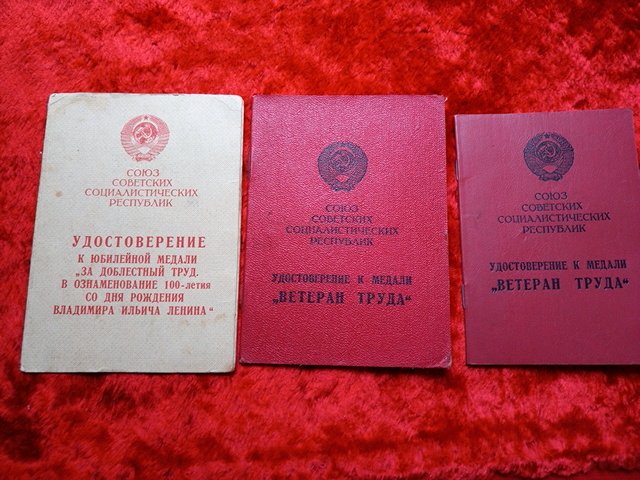 СОЮЗ
СОВЕТСКИХ
СОЦИАЛИСТИЧЕСКИХ
РЕСПУБЛИК
УДОСТОВЕРЕНИЕ
К ЮБИЛЕЙНОЙ МЕДАЛИ
„ЗА ДОБЛЕСТНЫЙ ТРУД.
В ОЗНАМЕНОВАНИЕ 100-летия
СО ДНЯ РОЖДЕНИЯ
ВЛАДИМИРА ИЛЬИЧА ЛЕНИНА“
СОЮЗ
СОВЕТСКИХ
СОЦИАЛИСТИЧЕСКИХ
РЕСПУБЛИК
УДОСТОВЕРЕНИЕ К МЕДАЛИ
„ВЕТЕРАН ТРУДА“
СОЮЗ
СОВЕТСКИХ
СОЦИАЛИСТИЧЕСКИХ
РЕСПУБЛИК
УДОСТОВЕРЕНИЕ К МЕДАЛИ
„ВЕТЕРАН ТРУДА“